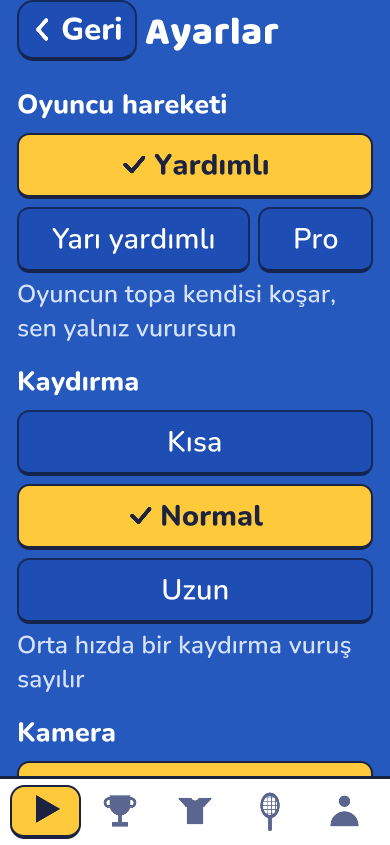 Geri Ayarlar
Oyuncu hareketi
Yardımlı
Yarı yardımlı Pro
Oyuncun topa kendisi koşar,
sen yalnız vurursun
Kaydırma
Kısa
Normal
Uzun
Orta hızda bir kaydırma vuruş
sayılır
Kamera